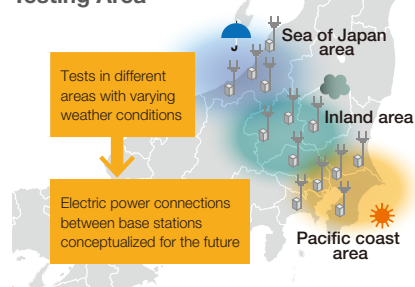 Testing Area
Sea of Japan
area
Tests in different
areas with varying
weather conditions
Inland area
Electric power connections
between base stations
conceptualized for the future
Pacific coast
area